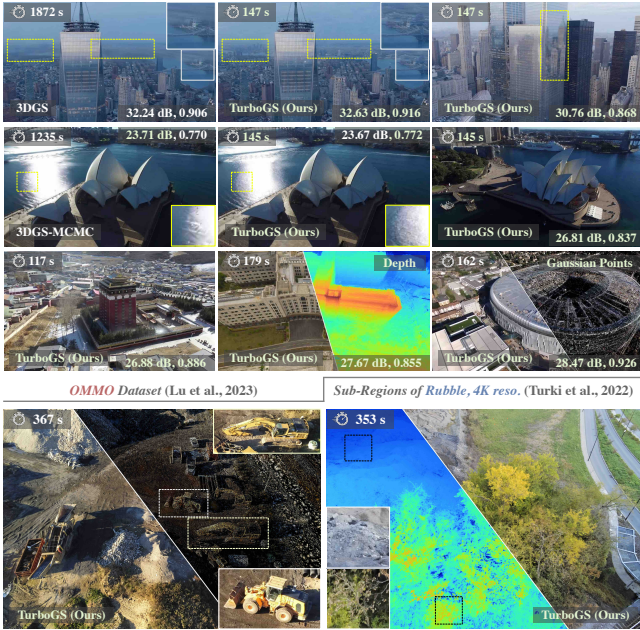 1872 s
3DGS
32.24 dB, 0.906
147 s
TurboGS (Ours)
32.63 dB, 0.916
147 s
TurboGS (Ours)
30.76 dB, 0.868
1235 s
23.71 dB, 0.770
3DGS-MCMC
145 s
23.67 dB, 0.772
TurboGS (Ours)
145 s
TurboGS (Ours)
26.81 dB, 0.837
117 s
TurboGS (Ours)
26.88 dB, 0.886
179 s
Depth
TurboGS (Ours)
27.67 dB, 0.855
162 s
Gaussian Points
TurboGS (Ours)
28.47 dB, 0.926
OMMO Dataset (Lu et al., 2023)
Sub-Regions of Rubble, 4K reso. (Turki et al., 2022)
367 s
TurboGS (Ours)
353 s
TurboGS (Ours)